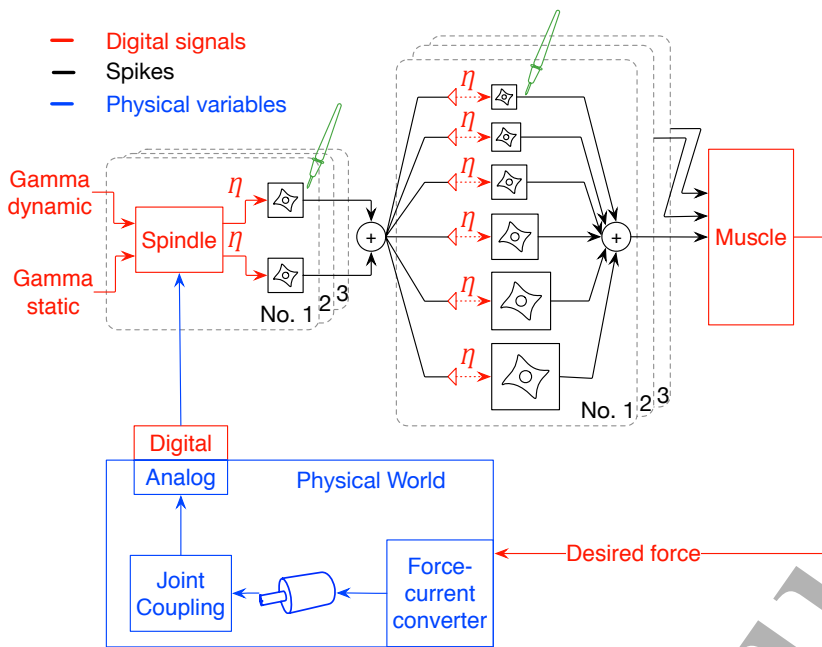 Digital signals
Spikes
Physical variables
Gamma
dynamic
Gamma
static
Spindle
η
η
+
No. 1 2 3
η
η
η
η
η
η
+
No. 1 2 3
Muscle
Digital
Analog
Physical World
Joint
Coupling
Force-
current
converter
Desired force